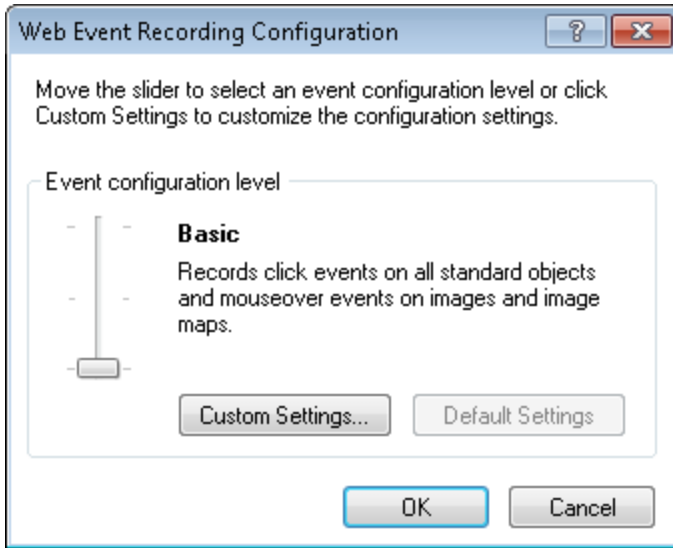 Web Event Recording Configuration
Move the slider to select an event configuration level or click
Custom Settings to customize the configuration settings.
Event configuration level
Basic
Records click events on all standard objects
and mouseover events on images and image
maps.
Custom Settings... Default Settings
OK Cancel